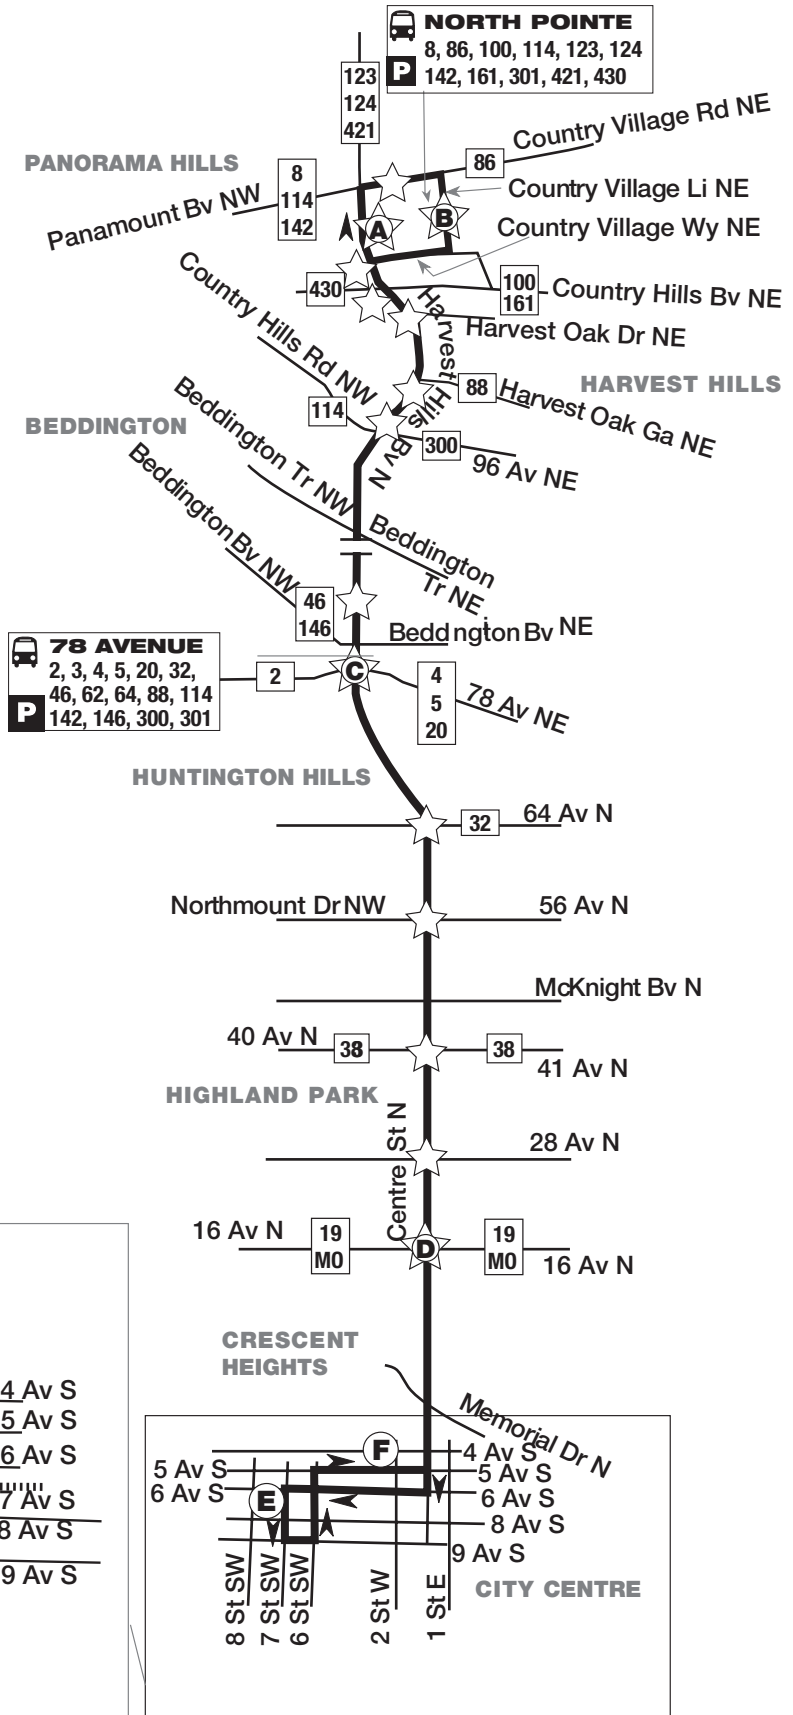 NORTH POINTE
P
8, 86, 100, 114, 123, 124
142, 161, 301, 421, 430
123
124
421
Country Village Rd NE
PANORAMA HILLS
86
8
114
142
Panamount Bv NW
Country Village Li NE
A
B
Country Village Wy NE
430
100
161
Country Hills Bv NE
Harvest Oak Dr NE
Harvest Hills Bv N
Country Hills Rd NW
88
HARVEST HILLS
Harvest Oak Ga NE
114
BEDDINGTON
300
96 Av NE
Beddington Tr NW
Beddington
Tr NE
Beddington Bv NW
46
146
Beddington Bv NE
78 AVENUE
P
2, 3, 4, 5, 20, 32,
46, 62, 64, 88, 114
142, 146, 300, 301
2
C
4
5
20
78 Av NE
HUNTINGTON HILLS
32
64 Av N
Northmount Dr NW
56 Av N
McKnight Bv N
40 Av N
38
38
41 Av N
HIGHLAND PARK
Centre St N
28 Av N
16 Av N
19
MO
D
19
MO
16 Av N
CRESCENT
HEIGHTS
Memorial Dr N
4 Av S
5 Av S
6 Av S
7 Av S
8 Av S
9 Av S
F
4 Av S
5 Av S
5 Av S
6 Av S
E
6 Av S
8 Av S
9 Av S
8 St SW
7 St SW
6 St SW
2 St W
1 St E
CITY CENTRE